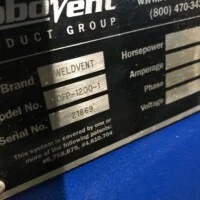 DUCT GROUP
(800) 470-34
Brand WELDVENT
Model No. DFP-1200-1
Serial No. 21869
Horsepower
Amperage
Phase
Voltage
This system is covered by one or
more of the following patents: